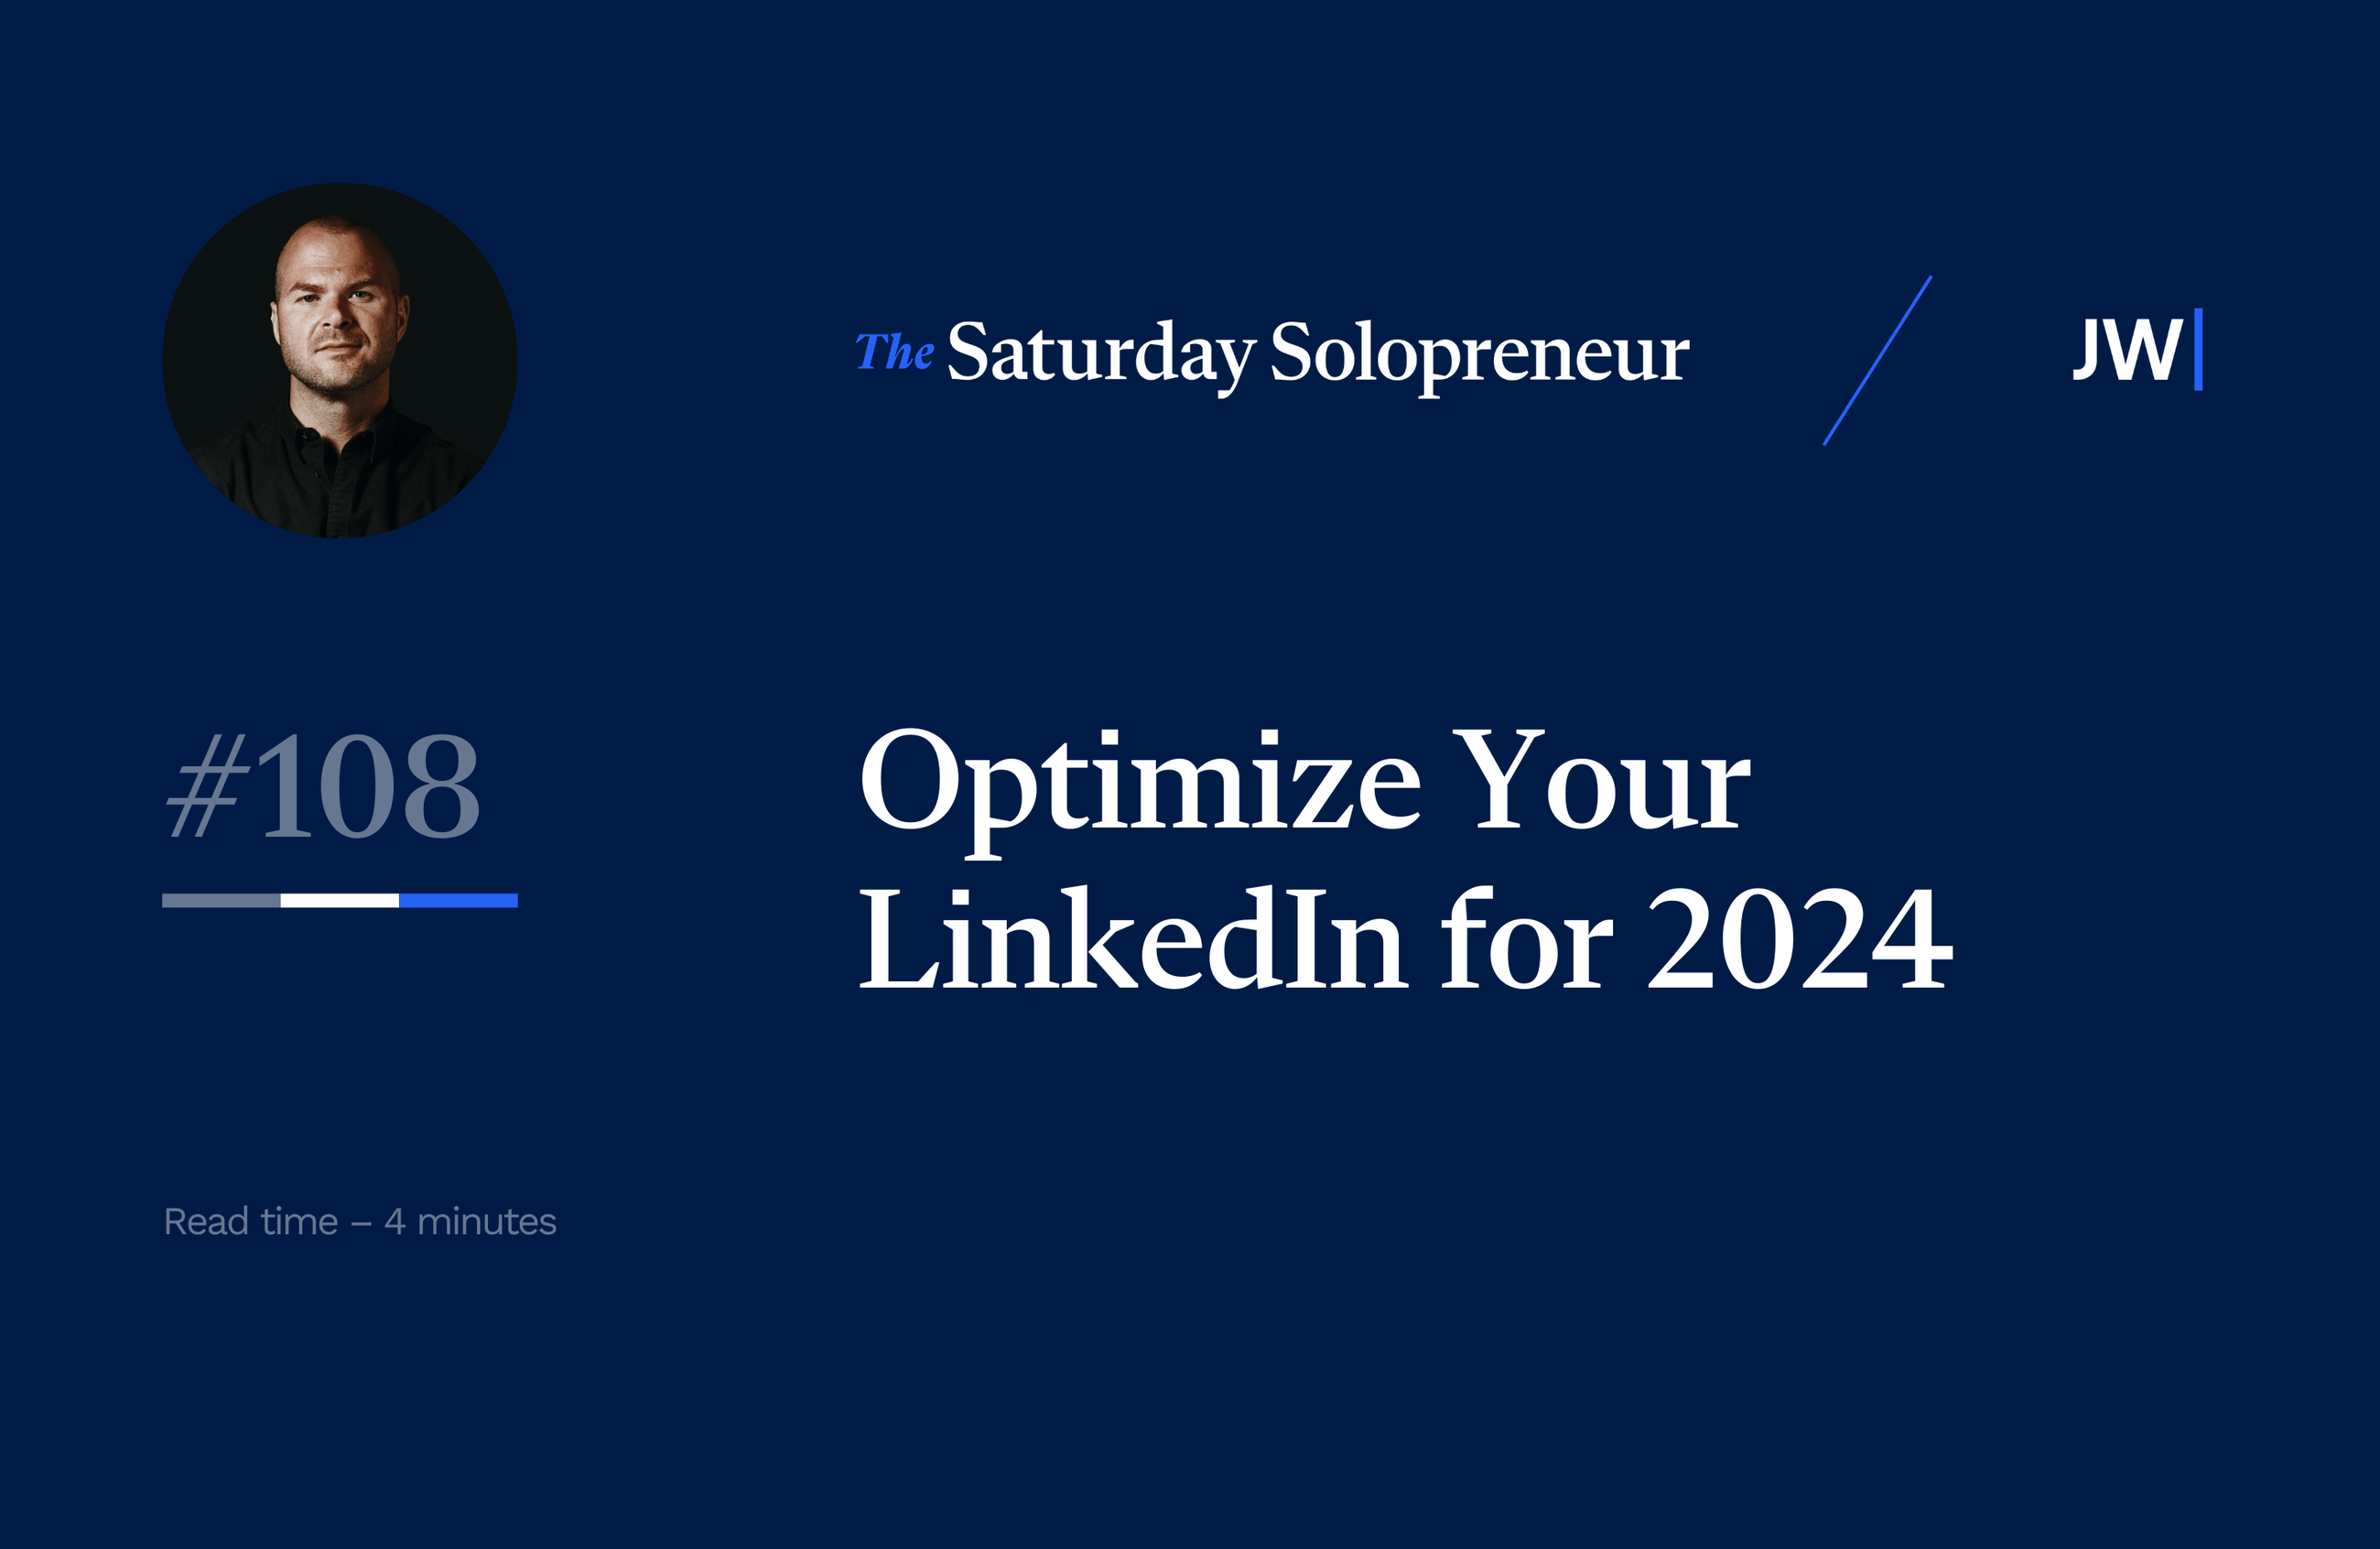 The Saturday Solopreneur
JW
#108
Optimize Your
LinkedIn for 2024
Read time – 4 minutes